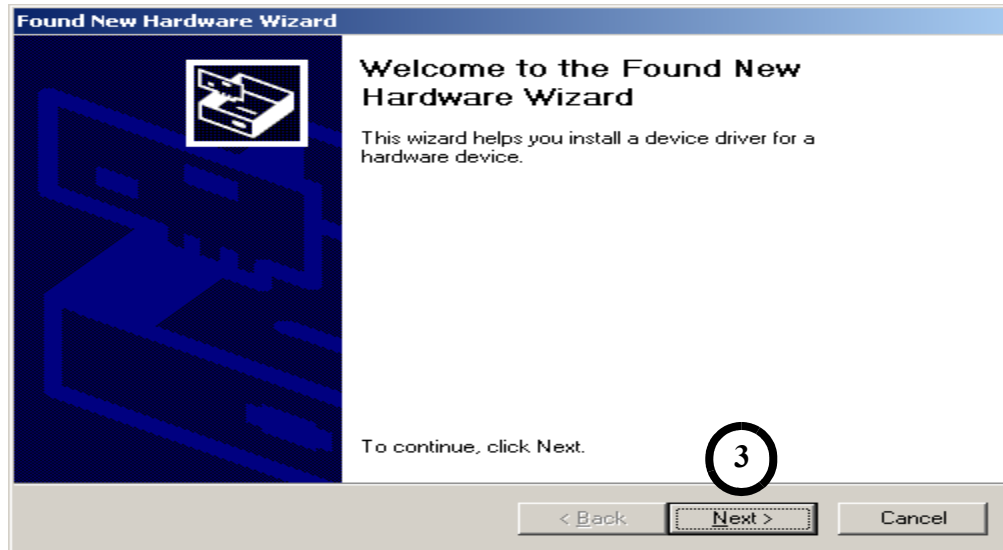 Found New Hardware Wizard
Welcome to the Found New
Hardware Wizard
This wizard helps you install a device driver for a
hardware device.
To continue, click Next.
3
< Back
Next >
Cancel